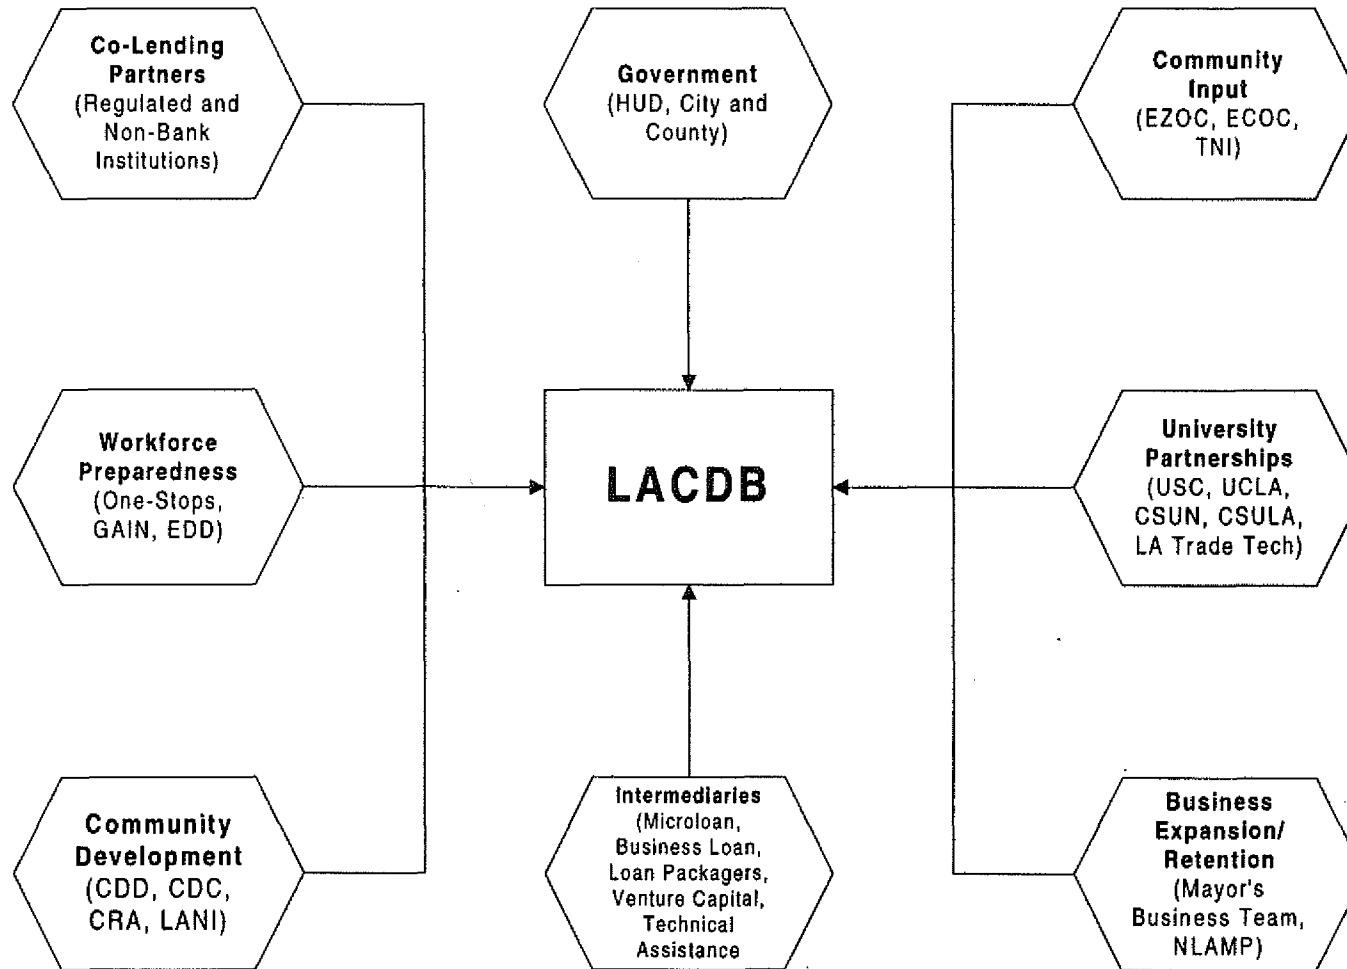 Co-Lending
Partners
(Regulated and
Non-Bank
Institutions)
Government
(HUD, City and
County)
Community
Input
(EZOC, ECOC,
TNI)
Workforce
Preparedness
(One-Stops,
GAIN, EDD)
LACDB
University
Partnerships
(USC, UCLA,
CSUN, CSULA,
LA Trade Tech)
Community
Development
(CDD, CDC,
CRA, LANI)
Intermediaries
(Microloan,
Business Loan,
Loan Packagers,
Venture Capital,
Technical
Assistance
Business
Expansion/
Retention
(Mayor's
Business Team,
NLAMP)